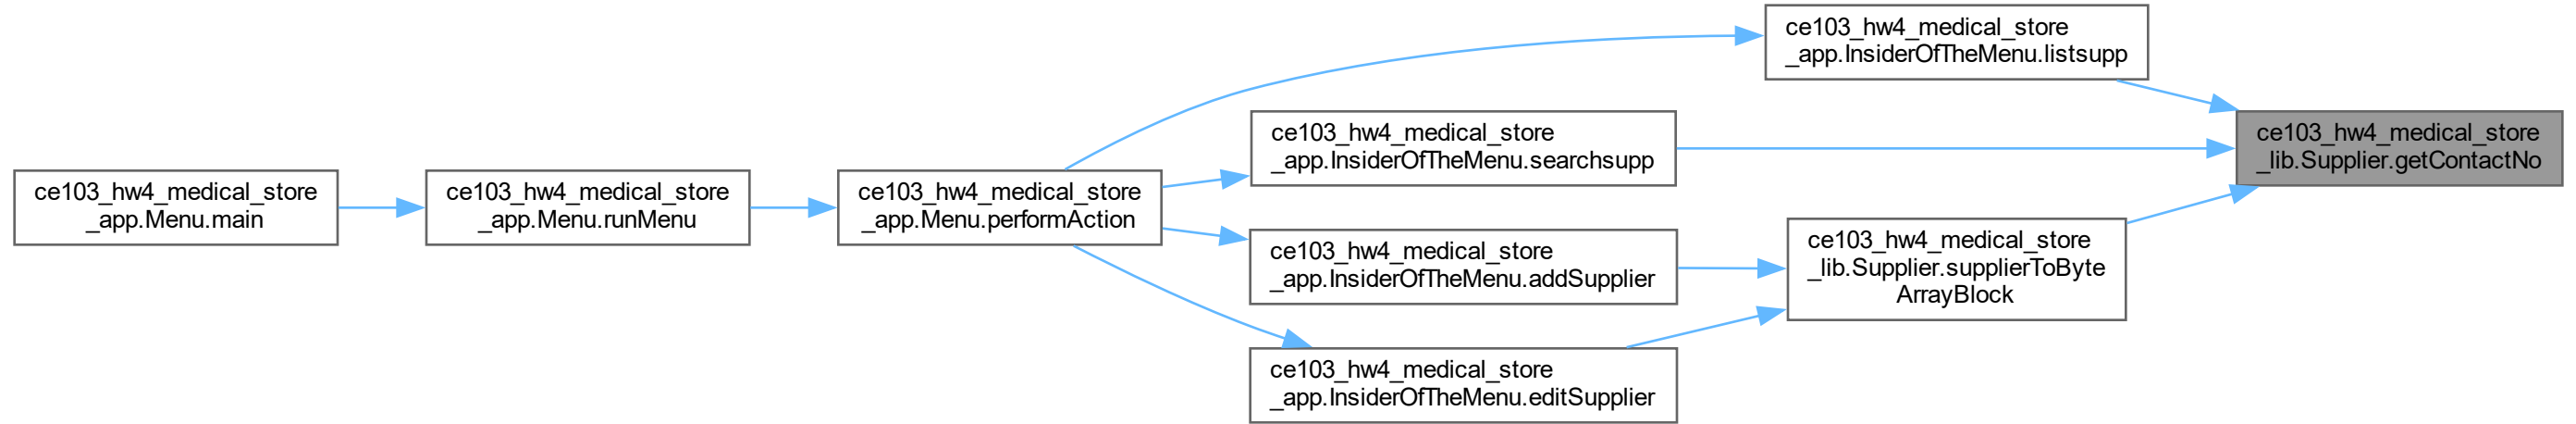 ce103_hw4_medical_store
_app.Menu.main
ce103_hw4_medical_store
_app.Menu.runMenu
ce103_hw4_medical_store
_app.Menu.performAction
ce103_hw4_medical_store
_app.InsiderOfTheMenu.listsupp
ce103_hw4_medical_store
_app.InsiderOfTheMenu.searchsupp
ce103_hw4_medical_store
_app.InsiderOfTheMenu.addSupplier
ce103_hw4_medical_store
_app.InsiderOfTheMenu.editSupplier
ce103_hw4_medical_store
_lib.Supplier.supplierToByte
ArrayBlock
ce103_hw4_medical_store
_lib.Supplier.getContactNo